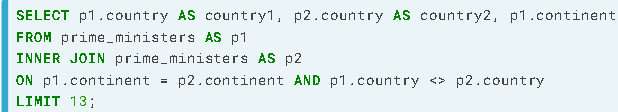 SELECT p1.country AS country1, p2.country AS country2, p1.continent
FROM prime_ministers AS p1
INNER JOIN prime_ministers AS p2
ON p1.continent = p2.continent AND p1.country <> p2.country
LIMIT 13;